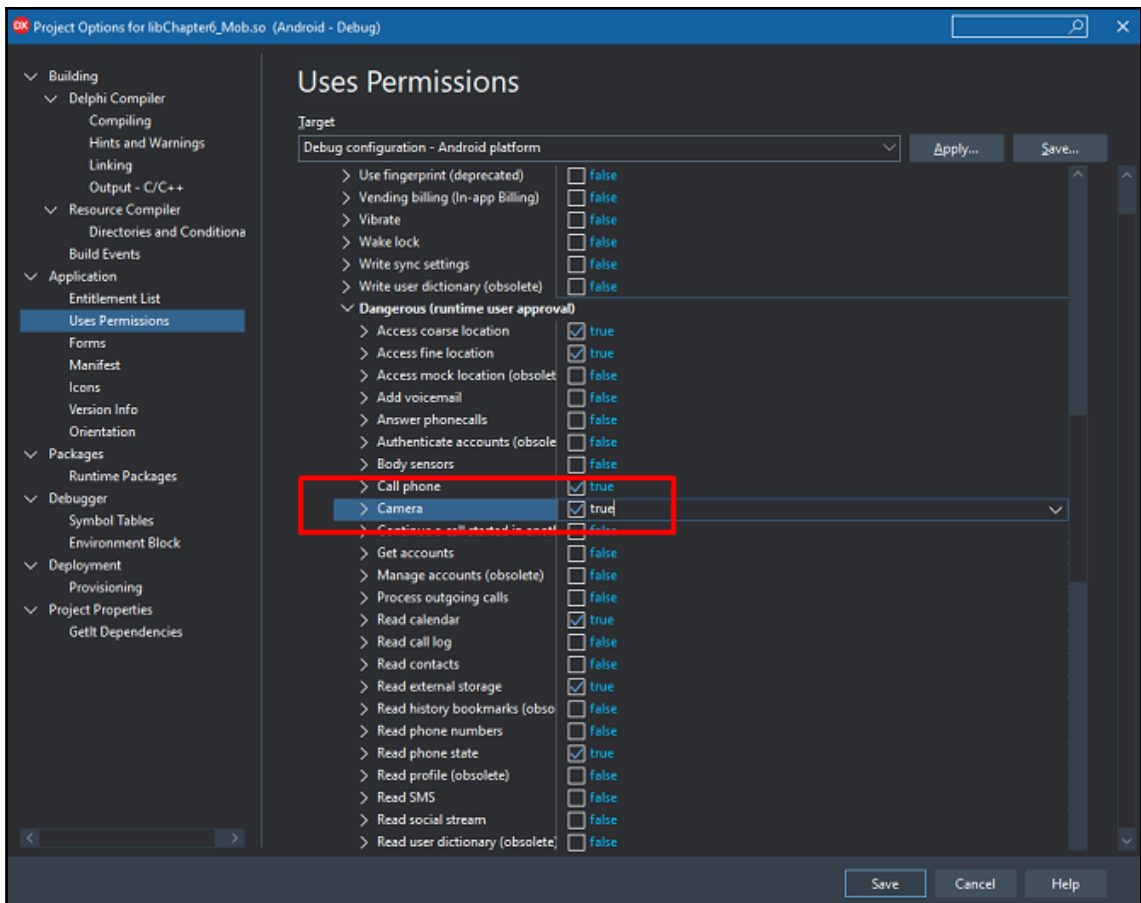 DX Project Options for libChapter6_Mob.so (Android - Debug)
Building
Delphi Compiler
Compiling
Hints and Warnings
Linking
Output - C/C++
Resource Compiler
Directories and Conditiona
Build Events
Application
Entitlement List
Uses Permissions
Forms
Manifest
Icons
Version Info
Orientation
Packages
Runtime Packages
Debugger
Symbol Tables
Environment Block
Deployment
Provisioning
Project Properties
GetIt Dependencies
Uses Permissions
Target
Debug configuration - Android platform
Apply...
Save...
Use fingerprint (deprecated) false
Vending billing (In-app Billing) false
Vibrate false
Wake lock false
Write sync settings false
Write user dictionary (obsolete) false
Dangerous (runtime user approval)
Access coarse location true
Access fine location true
Access mock location (obsolet false
Add voicemail false
Answer phonecalls false
Authenticate accounts (obsole false
Body sensors false
Call phone true
Camera true
Continue a call started in anoth false
Get accounts false
Manage accounts (obsolete) false
Process outgoing calls false
Read calendar true
Read call log false
Read contacts false
Read external storage true
Read history bookmarks (obso false
Read phone numbers false
Read phone state true
Read profile (obsolete) false
Read SMS false
Read social stream false
Read user dictionary (obsolete) false
Save
Cancel
Help